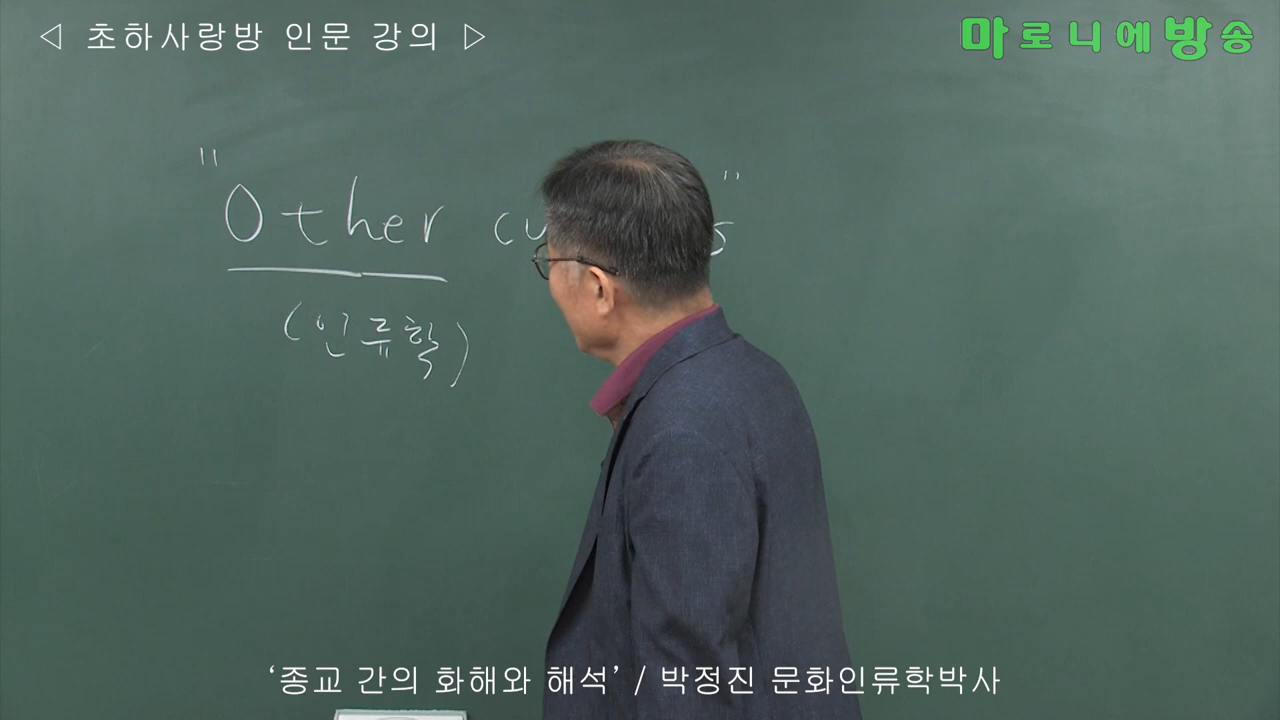 ◁ 초하사랑방 인문 강의 ▷
마로니에방송
"Other "
(인류학)
‘종교 간의 화해와 해석’ / 박정진 문화인류학박사